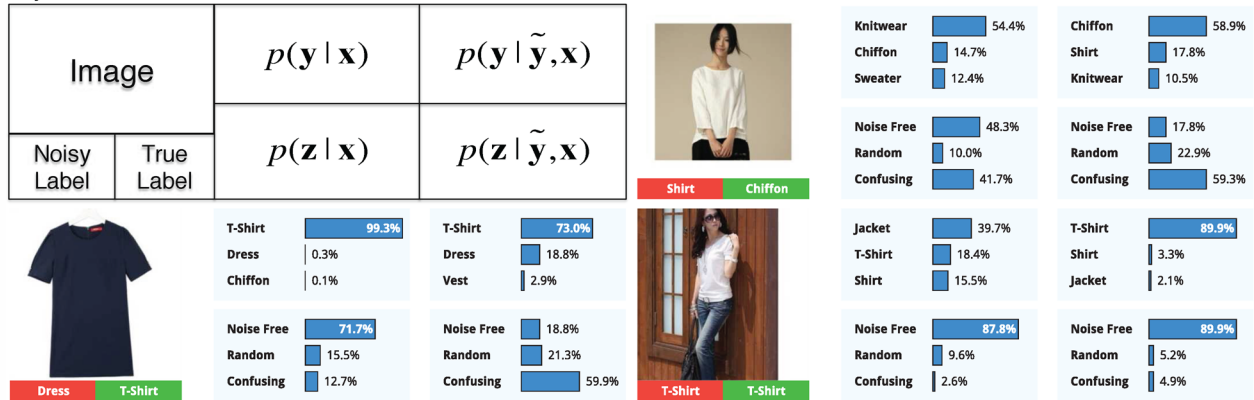 Image
p(y | x)
p(y | ỹ, x)
Noisy Label
True Label
p(z | x)
p(z | ỹ, x)
Shirt
Chiffon
Knitwear 54.4%
Chiffon 14.7%
Sweater 12.4%
Chiffon 58.9%
Shirt 17.8%
Knitwear 10.5%
Noise Free 48.3%
Random 10.0%
Confusing 41.7%
Noise Free 17.8%
Random 22.9%
Confusing 59.3%
Dress
T-Shirt
T-Shirt 99.3%
Dress 0.3%
Chiffon 0.1%
T-Shirt 73.0%
Dress 18.8%
Vest 2.9%
Noise Free 71.7%
Random 15.5%
Confusing 12.7%
Noise Free 18.8%
Random 21.3%
Confusing 59.9%
T-Shirt
T-Shirt
Jacket 39.7%
T-Shirt 18.4%
Shirt 15.5%
T-Shirt 89.9%
Shirt 3.3%
Jacket 2.1%
Noise Free 87.8%
Random 9.6%
Confusing 2.6%
Noise Free 89.9%
Random 5.2%
Confusing 4.9%